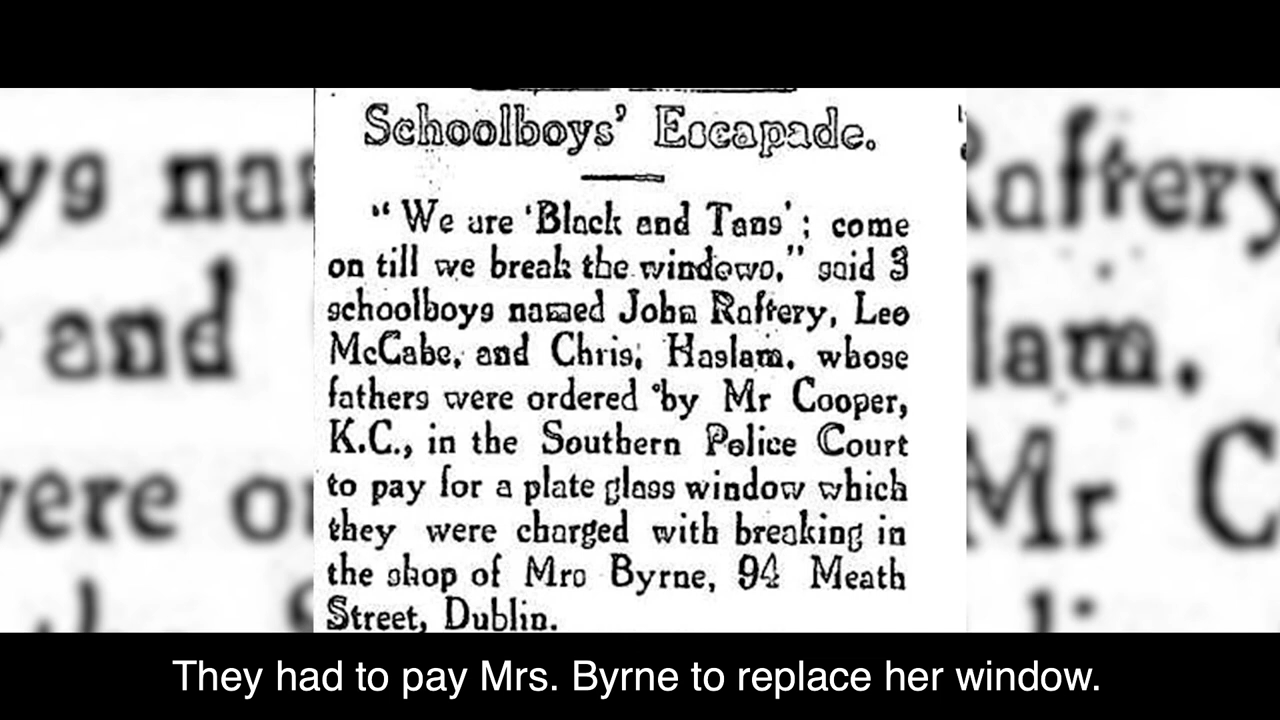 Schoolboys' Escapade.
"We are 'Black and Tans'; come
on till we break the windows," said 3
schoolboys named John Raftery, Leo
McCabe, and Chris, Haslam, whose
fathers were ordered by Mr Cooper,
K.C., in the Southern Police Court
to pay for a plate glass window which
they were charged with breaking in
the shop of Mrs Byrne, 94 Meath
Street, Dublin.
They had to pay Mrs. Byrne to replace her window.